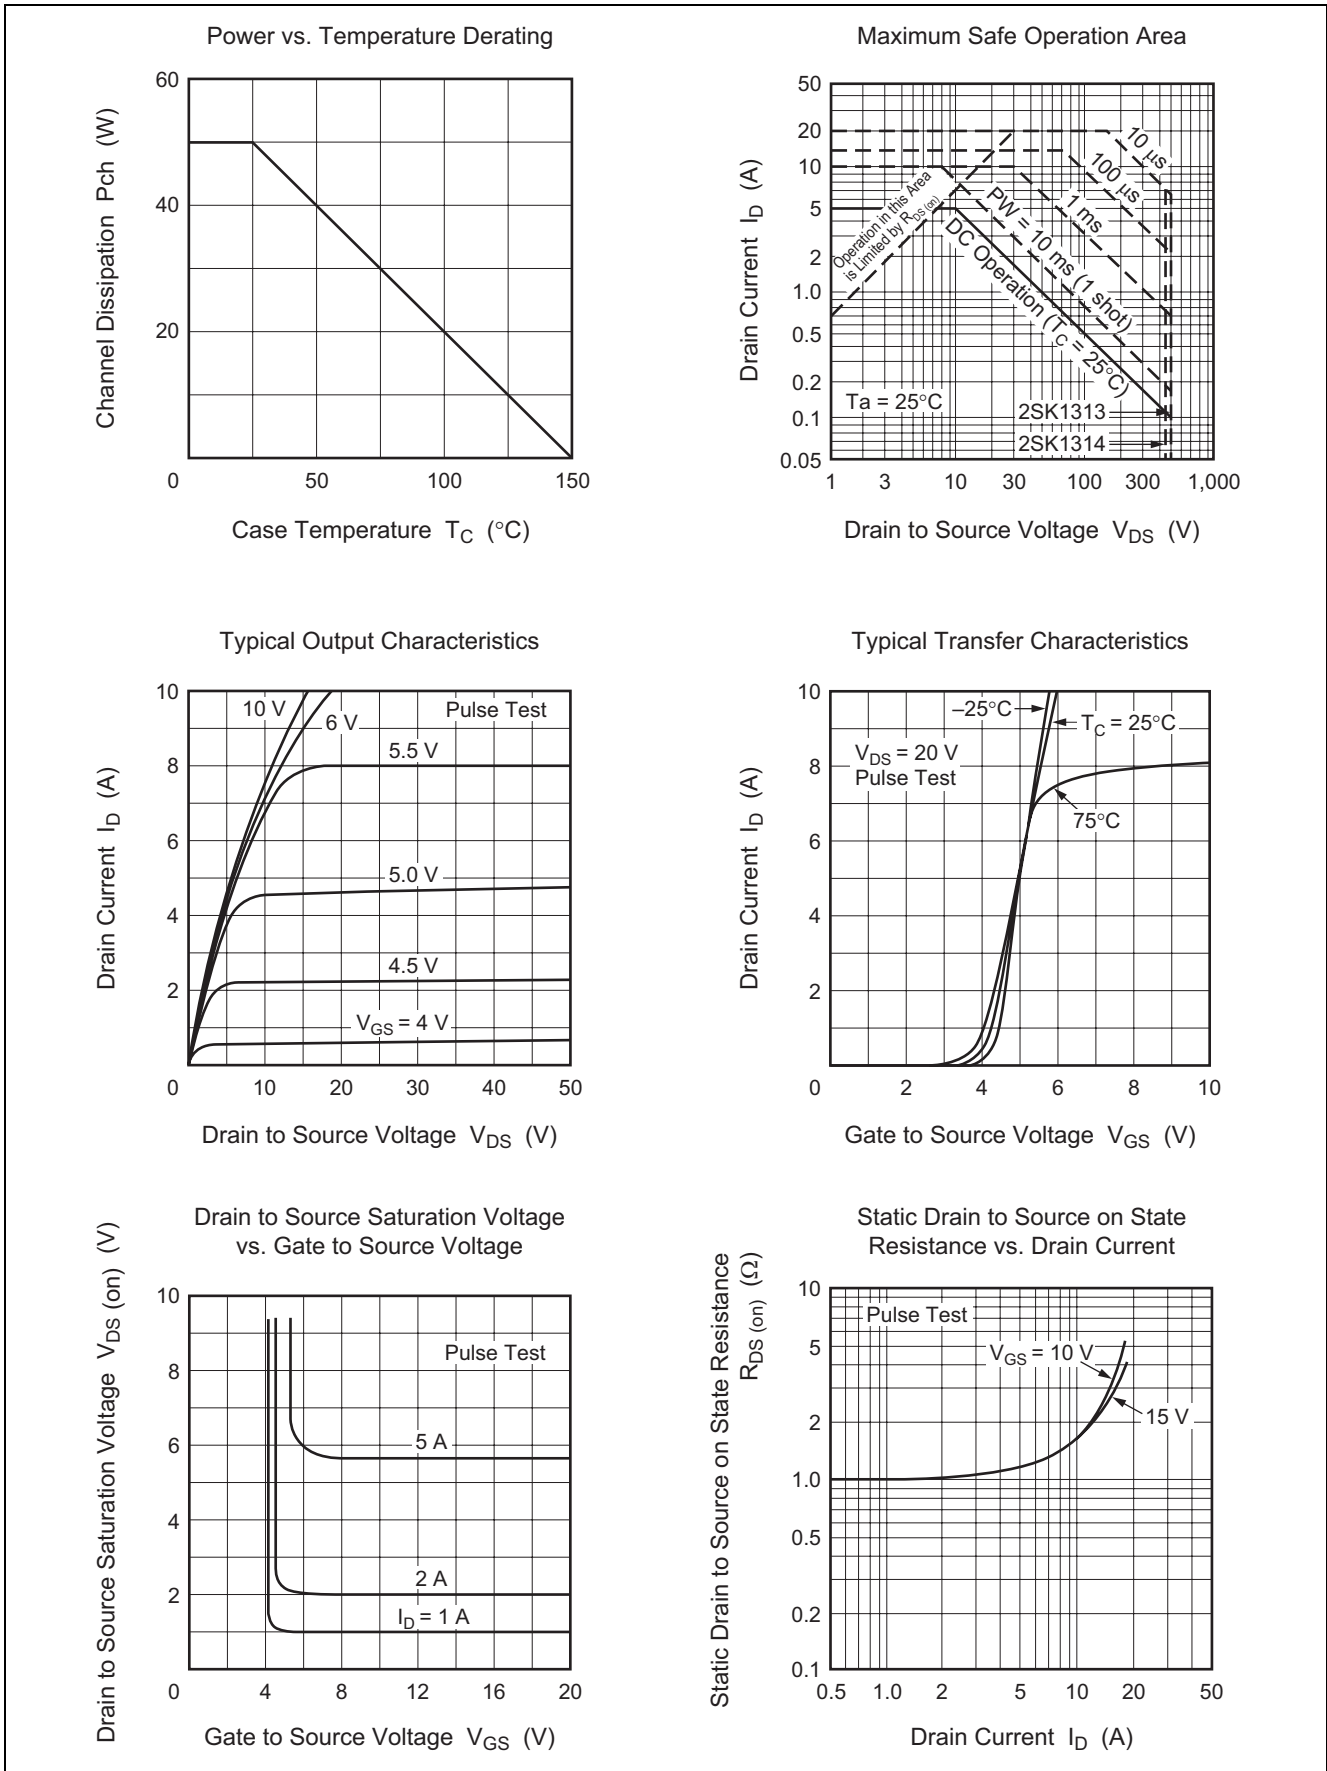 Power vs. Temperature Derating
Channel Dissipation Pch (W)
60
40
20
0
50
100
150
Case Temperature TC (°C)
Maximum Safe Operation Area
Drain Current ID (A)
50
20
10
5
2
1.0
0.5
0.2
0.1
0.05
Operation in this Area
is Limited by RDS (on)
10 µs
100 µs
1 ms
PW = 10 ms (1 shot)
DC Operation (TC = 25°C)
Ta = 25°C
2SK1313
2SK1314
1
3
10
30
100
300
1,000
Drain to Source Voltage VDS (V)
Typical Output Characteristics
Drain Current ID (A)
10
8
6
4
2
0
10 V
6 V
Pulse Test
5.5 V
5.0 V
4.5 V
VGS = 4 V
10
20
30
40
50
Drain to Source Voltage VDS (V)
Typical Transfer Characteristics
Drain Current ID (A)
10
8
6
4
2
0
–25°C
TC = 25°C
VDS = 20 V
Pulse Test
75°C
2
4
6
8
10
Gate to Source Voltage VGS (V)
Drain to Source Saturation Voltage
vs. Gate to Source Voltage
Drain to Source Saturation Voltage VDS (on) (V)
10
8
6
4
2
0
Pulse Test
5 A
2 A
ID = 1 A
4
8
12
16
20
Gate to Source Voltage VGS (V)
Static Drain to Source on State
Resistance vs. Drain Current
Static Drain to Source on State Resistance
RDS (on) (Ω)
10
5
2
1.0
0.5
0.2
0.1
Pulse Test
VGS = 10 V
15 V
0.5
1.0
2
5
10
20
50
Drain Current ID (A)